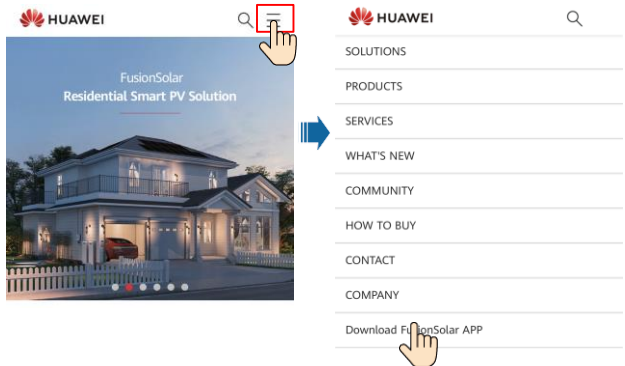 HUAWEI
FusionSolar
Residential Smart PV Solution
HUAWEI
SOLUTIONS
PRODUCTS
SERVICES
WHAT'S NEW
COMMUNITY
HOW TO BUY
CONTACT
COMPANY
Download FusionSolar APP